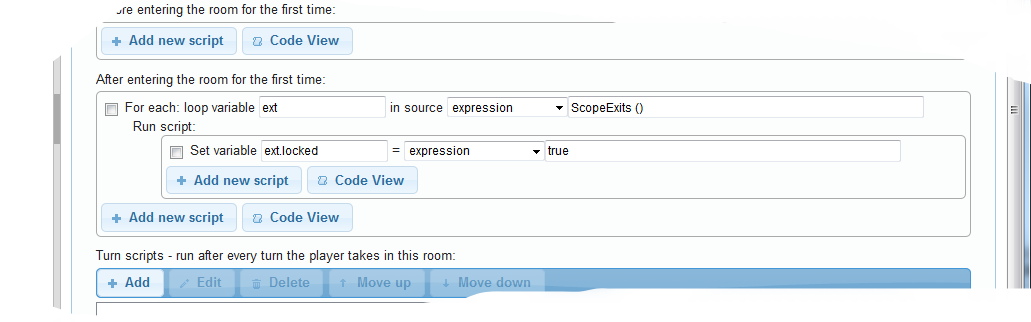 entering the room for the first time:
Add new script Code View
After entering the room for the first time:
For each: loop variable ext in source expression ScopeExits ()
Run script:
Set variable ext.locked = expression true
Add new script Code View
Add new script Code View
Turn scripts - run after every turn the player takes in this room:
Add Edit Delete Move up Move down